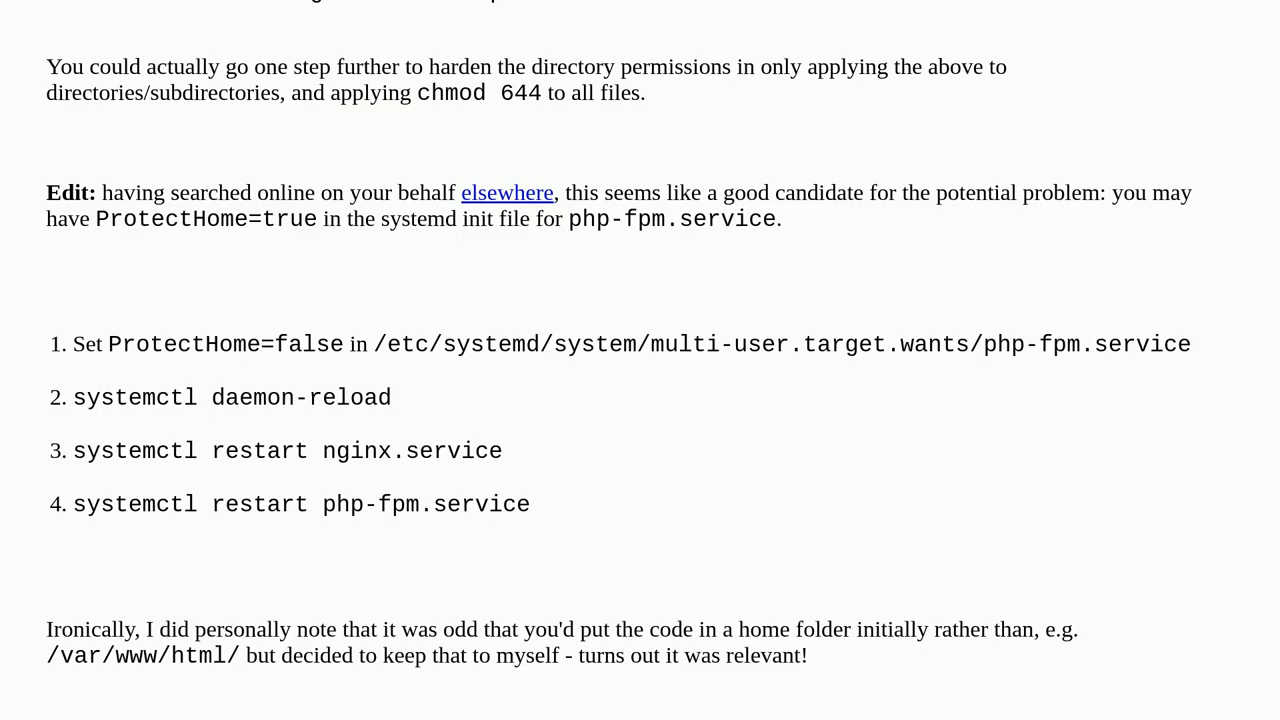 You could actually go one step further to harden the directory permissions in only applying the above to
directories/subdirectories, and applying chmod 644 to all files.
Edit: having searched online on your behalf elsewhere, this seems like a good candidate for the potential problem: you may
have ProtectHome=true in the systemd init file for php-fpm.service.
1. Set ProtectHome=false in /etc/systemd/system/multi-user.target.wants/php-fpm.service
2. systemctl daemon-reload
3. systemctl restart nginx.service
4. systemctl restart php-fpm.service
Ironically, I did personally note that it was odd that you'd put the code in a home folder initially rather than, e.g.
/var/www/html/ but decided to keep that to myself - turns out it was relevant!